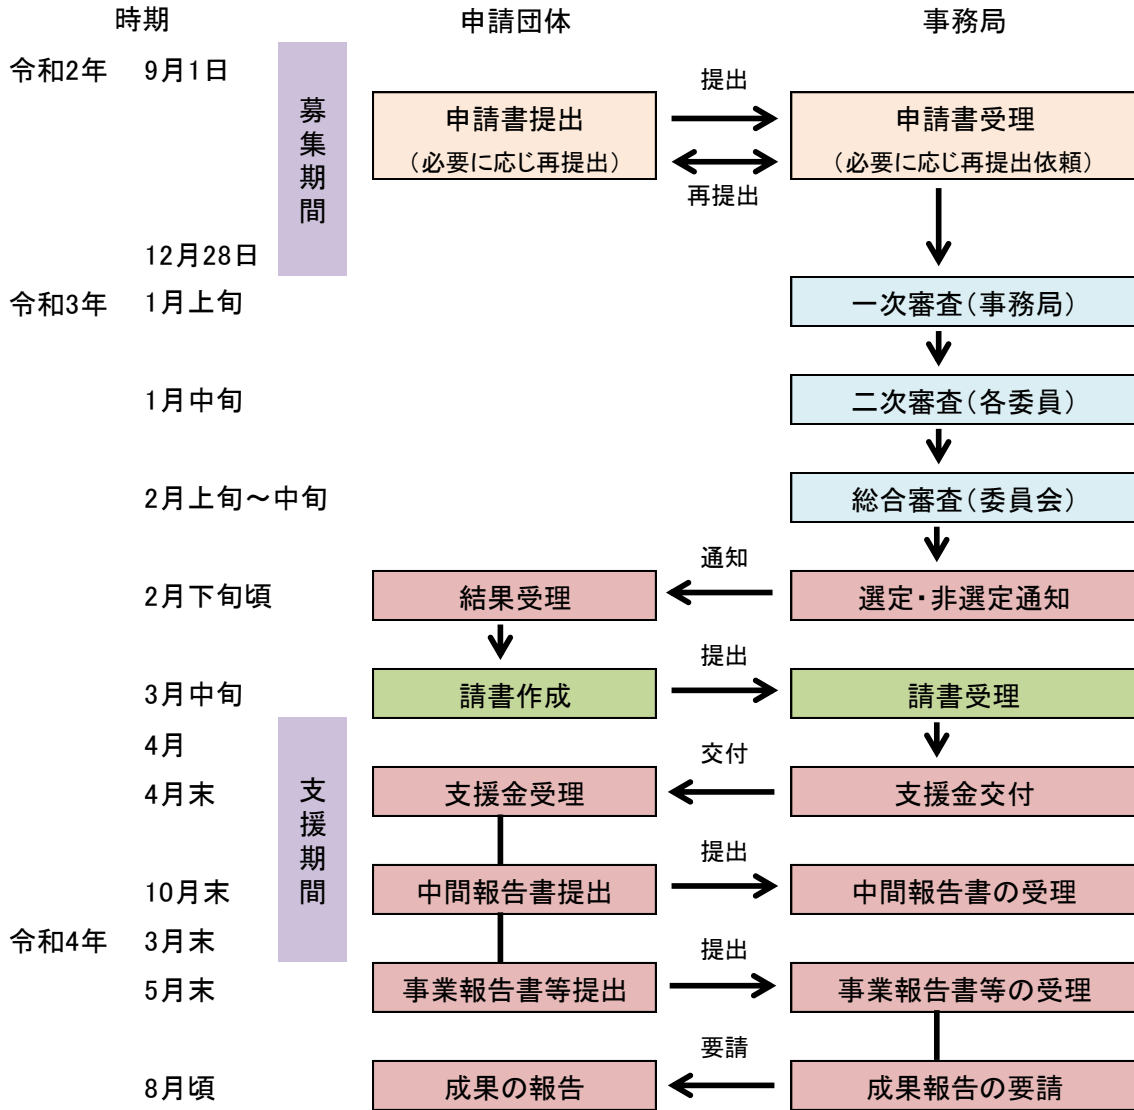 時期 申請団体 事務局
令和2年 9月1日
提出
募集期間
申請書提出 申請書受理
(必要に応じ再提出) (必要に応じ再提出依頼)
再提出
12月28日
令和3年 1月上旬 一次審査(事務局)
1月中旬 二次審査(各委員)
2月上旬～中旬 総合審査(委員会)
通知
2月下旬頃 結果受理 選定・非選定通知
提出
3月中旬 請書作成 請書受理
4月
交付
支援期間
4月末 支援金受理 支援金交付
提出
10月末 中間報告書提出 中間報告書の受理
令和4年 3月末
提出
5月末 事業報告書等提出 事業報告書等の受理
要請
8月頃 成果の報告 成果報告の要請